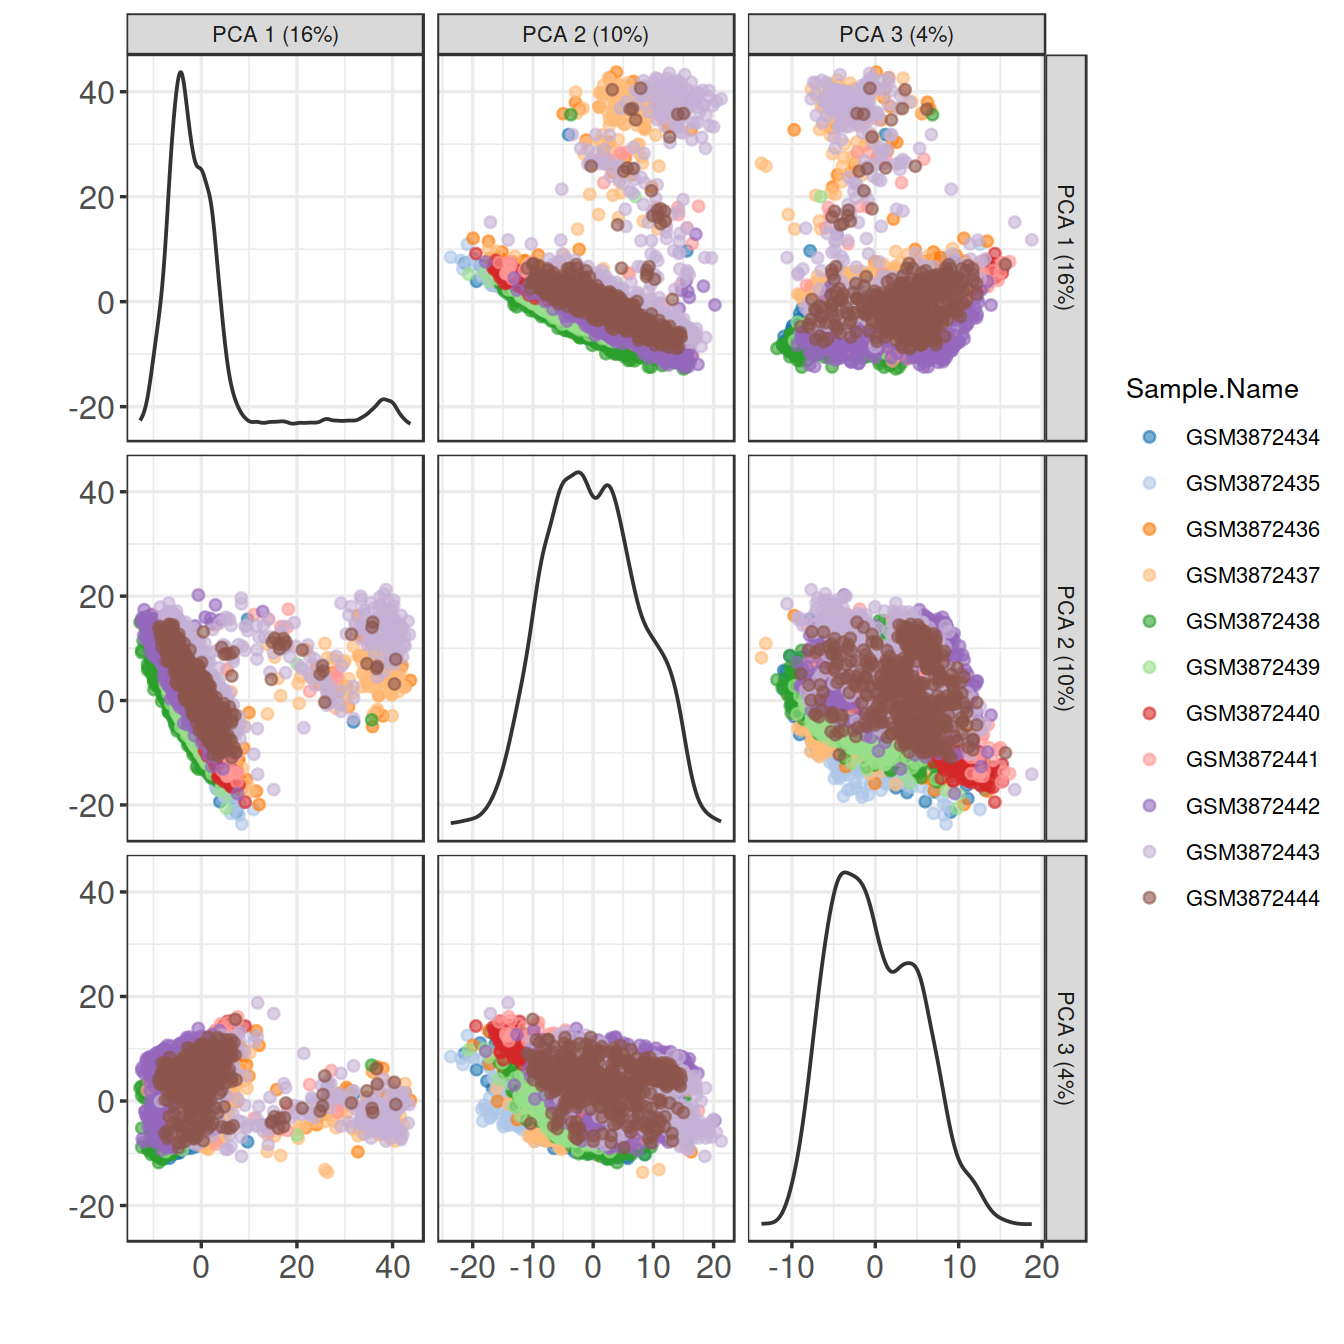 PCA 1 (16%) PCA 2 (10%) PCA 3 (4%)
40
20
0
-20
PCA 1 (16%)
40
20
0
-20
PCA 2 (10%)
40
20
0
-20
PCA 3 (4%)
0 20 40 -20 -10 0 10 20 -10 0 10 20
Sample.Name
GSM3872434
GSM3872435
GSM3872436
GSM3872437
GSM3872438
GSM3872439
GSM3872440
GSM3872441
GSM3872442
GSM3872443
GSM3872444